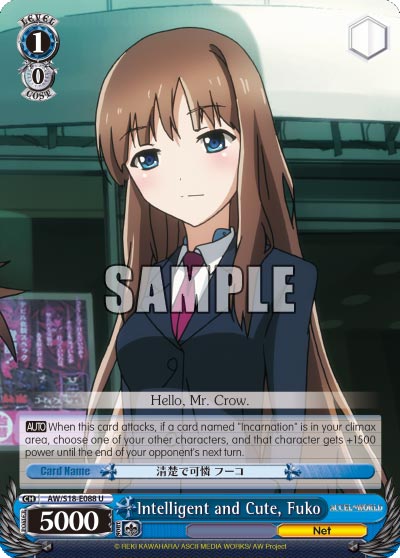 LEVEL
1
0
COST
SAMPLE
Hello, Mr. Crow.
AUTO When this card attacks, if a card named "Incarnation" is in your climax
area, choose one of your other characters, and that character gets +1500
power until the end of your opponent's next turn.
Card Name 清楚で可憐 フーコ
CH AW/S18-E088 U
Intelligent and Cute, Fuko
ACCEL・WORLD
POWER
5000
SOUL
Net
© REKI KAWAHARA/ ASCII MEDIA WORKS/ AW Project